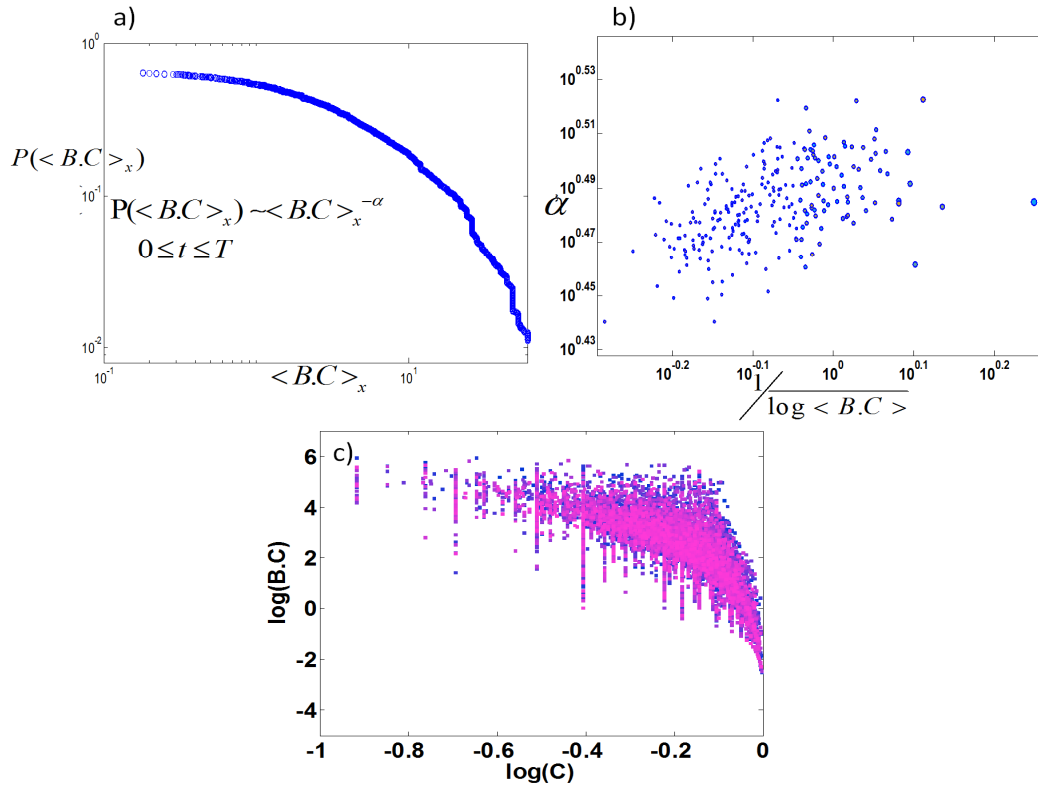 a)
10^0
P(< B.C >_x)
10^-1
P(< B.C >_x) ~< B.C >_x^-α
0 ≤ t ≤ T
10^-2
10^-1
10^1
< B.C >_x
b)
10^0.53
10^0.51
10^0.49
α
10^0.47
10^0.45
10^0.43
10^-0.2
10^-0.1
10^0
10^0.1
10^0.2
1/log < B.C >
c)
6
4
2
0
-2
-4
log(B.C)
-1
-0.8
-0.6
-0.4
-0.2
0
log(C)